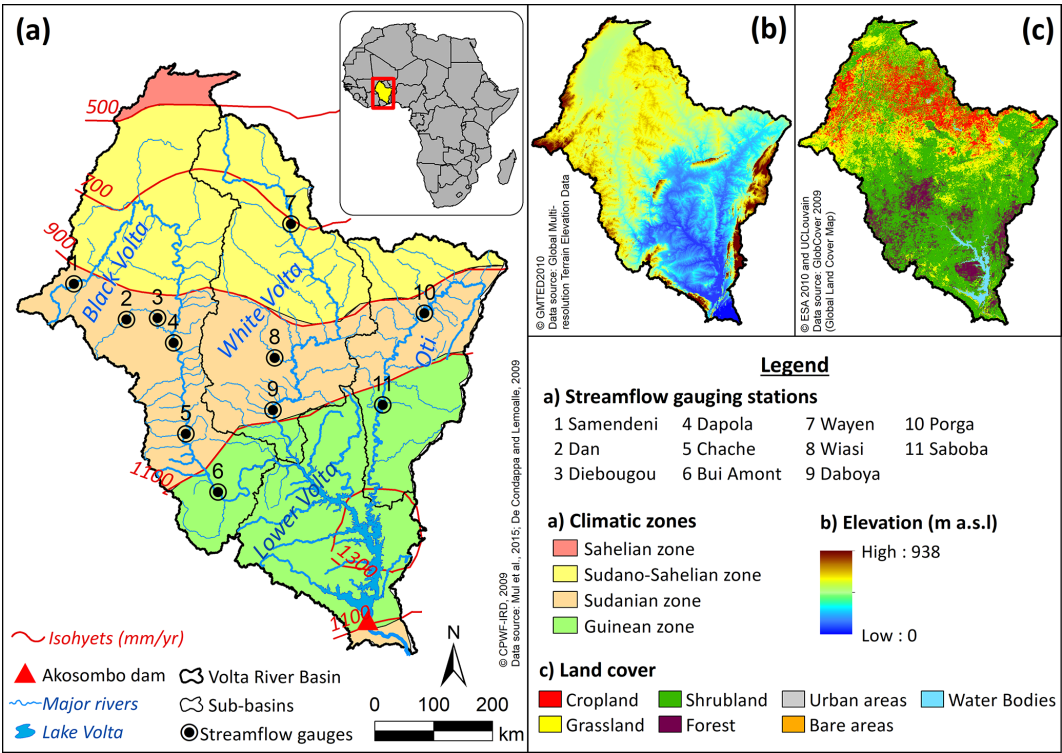 (a)
500
700
900
1100
1300
1100
Black Volta
White Volta
Oti
Lower Volta
1
2
3
4
5
6
7
8
9
10
11
Isohyets (mm/yr)
Akosombo dam
Major rivers
Lake Volta
Volta River Basin
Sub-basins
Streamflow gauges
N
0 100 200
km
© CPWF-IRD, 2009
Data source: Mul et al., 2015; De Condappa and Lemoalle, 2009
(b)
© GMTED2010
Data source: Global Multi-
resolution Terrain Elevation Data
(c)
© ESA 2010 and UCLouvain
Data source: GlobCover 2009
(Global Land Cover Map)
Legend
a) Streamflow gauging stations
1 Samendeni 4 Dapola 7 Wayen 10 Porga
2 Dan 5 Chache 8 Wiasi 11 Saboba
3 Diebougou 6 Bui Amont 9 Daboya
a) Climatic zones
Sahelian zone
Sudano-Sahelian zone
Sudanian zone
Guinean zone
b) Elevation (m a.s.l)
High : 938
Low : 0
c) Land cover
Cropland Shrubland Urban areas Water Bodies
Grassland Forest Bare areas